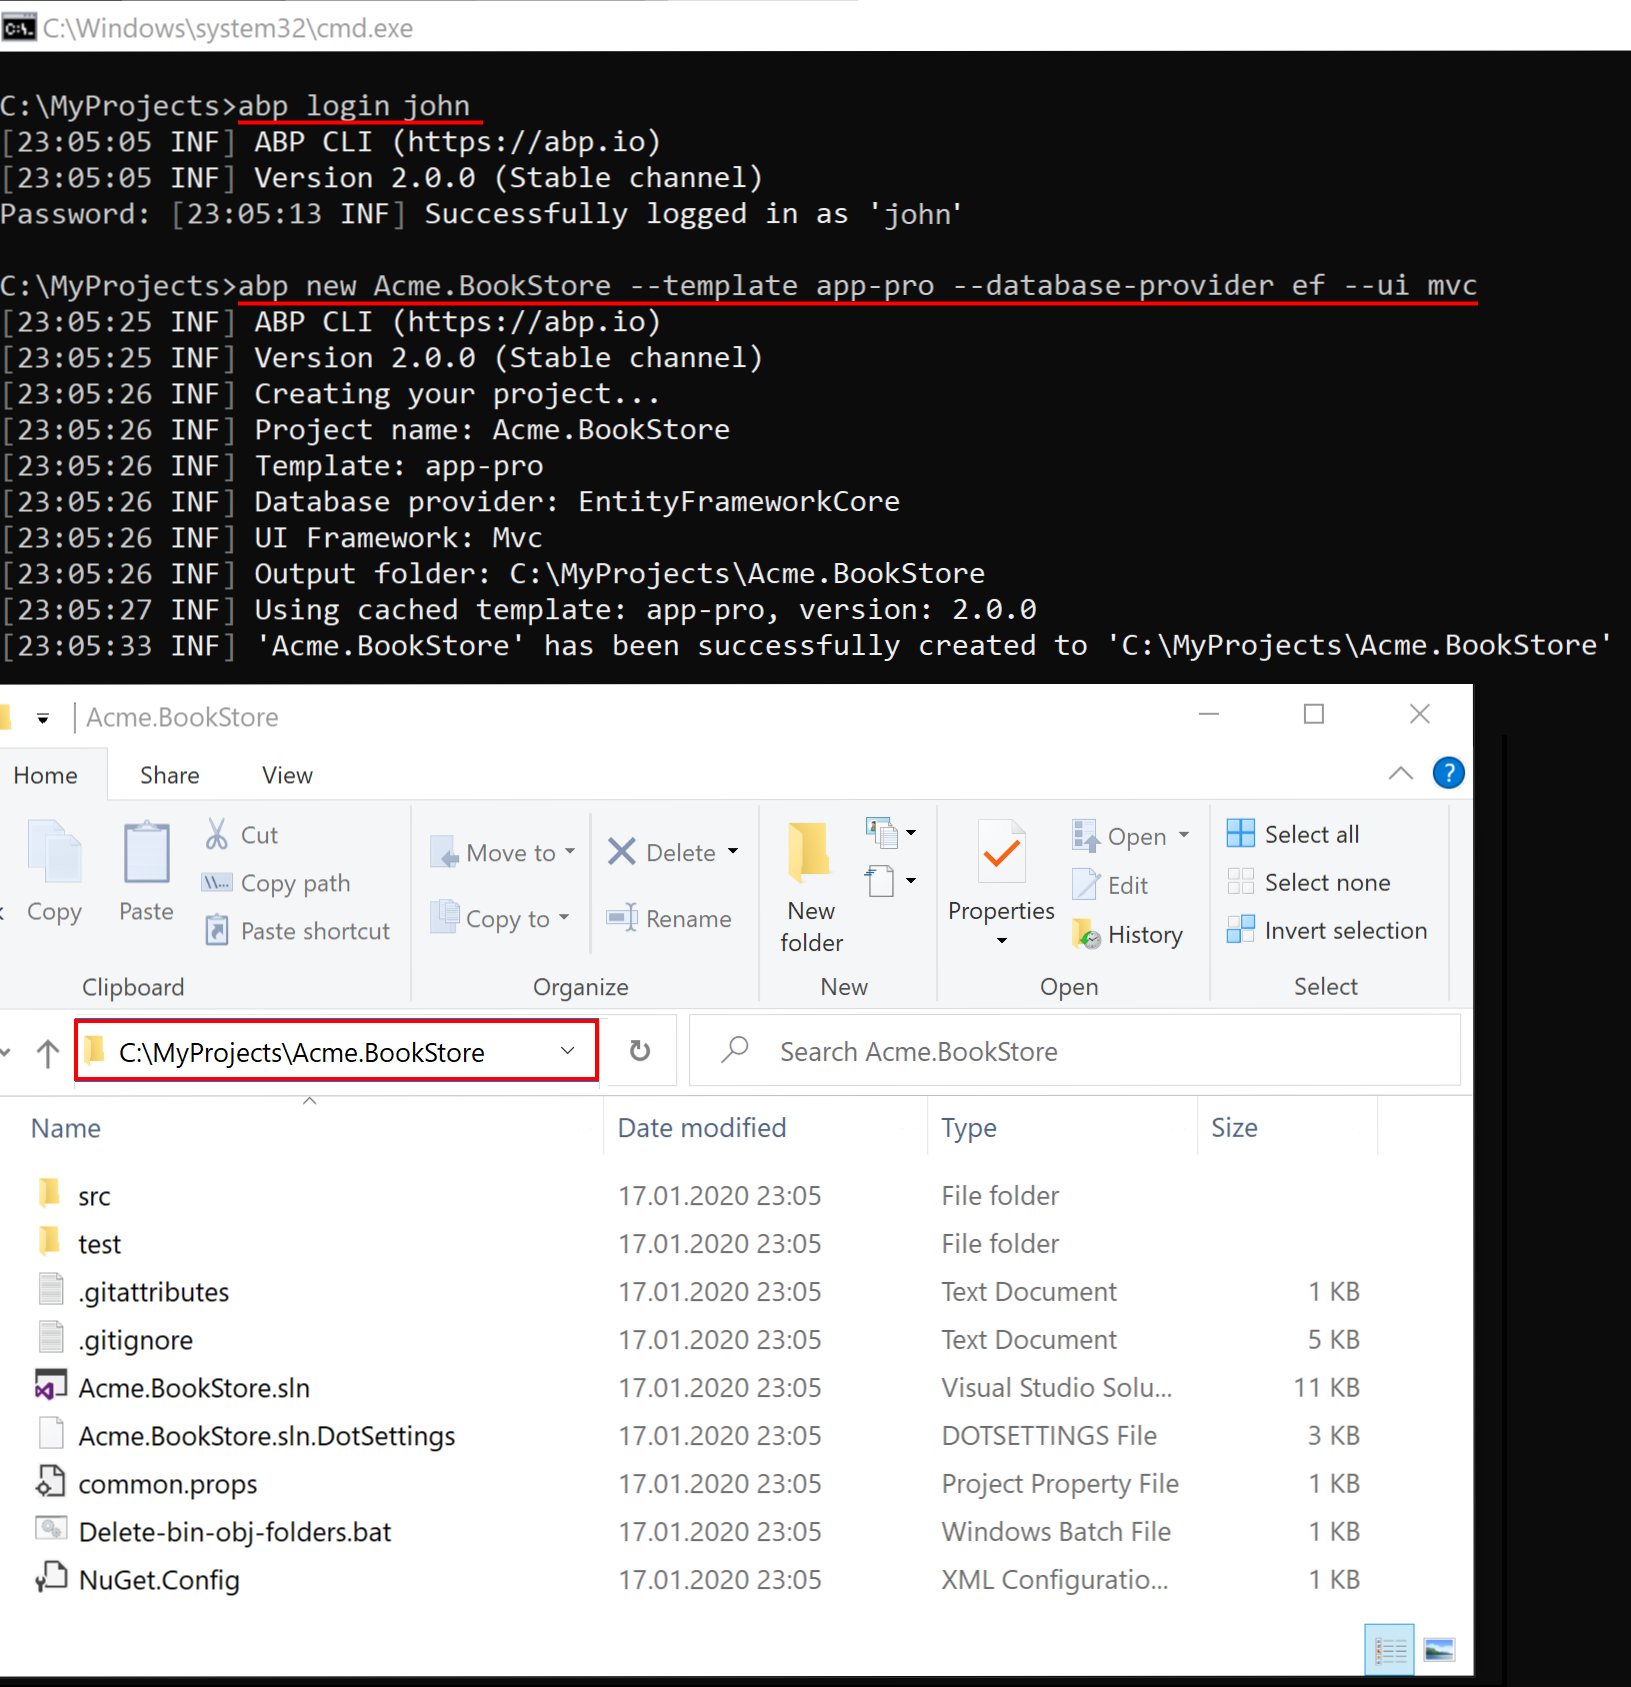 C:\Windows\system32\cmd.exe
C:\MyProjects>abp login john
[23:05:05 INF] ABP CLI (https://abp.io)
[23:05:05 INF] Version 2.0.0 (Stable channel)
Password: [23:05:13 INF] Successfully logged in as 'john'
C:\MyProjects>abp new Acme.BookStore --template app-pro --database-provider ef --ui mvc
[23:05:25 INF] ABP CLI (https://abp.io)
[23:05:25 INF] Version 2.0.0 (Stable channel)
[23:05:26 INF] Creating your project...
[23:05:26 INF] Project name: Acme.BookStore
[23:05:26 INF] Template: app-pro
[23:05:26 INF] Database provider: EntityFrameworkCore
[23:05:26 INF] UI Framework: Mvc
[23:05:26 INF] Output folder: C:\MyProjects\Acme.BookStore
[23:05:27 INF] Using cached template: app-pro, version: 2.0.0
[23:05:33 INF] 'Acme.BookStore' has been successfully created to 'C:\MyProjects\Acme.BookStore'
Acme.BookStore
Home Share View
Copy
Paste
Cut
Copy path
Paste shortcut
Clipboard
Move to
Copy to
Delete
Rename
Organize
New
folder
New
Properties
Open
Edit
History
Open
Select all
Select none
Invert selection
Select
C:\MyProjects\Acme.BookStore
Search Acme.BookStore
Name Date modified Type Size
src 17.01.2020 23:05 File folder
test 17.01.2020 23:05 File folder
.gitattributes 17.01.2020 23:05 Text Document 1 KB
.gitignore 17.01.2020 23:05 Text Document 5 KB
Acme.BookStore.sln 17.01.2020 23:05 Visual Studio Solu... 11 KB
Acme.BookStore.sln.DotSettings 17.01.2020 23:05 DOTSETTINGS File 3 KB
common.props 17.01.2020 23:05 Project Property File 1 KB
Delete-bin-obj-folders.bat 17.01.2020 23:05 Windows Batch File 1 KB
NuGet.Config 17.01.2020 23:05 XML Configuratio... 1 KB